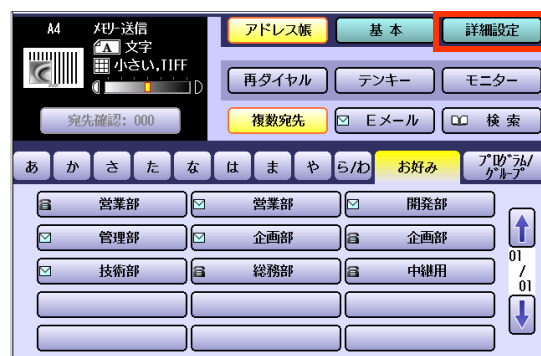 A4 ﾒﾓﾘｰ送信
A 文字
小さい,TIFF
D
宛先確認: 000
アドレス帳 基本 詳細設定
再ダイヤル テンキー モニター
複数宛先 Eメール 検索
あ か さ た な は ま や ら/わ お好み ﾌﾟﾛｸﾞﾗﾑ/
ｸﾞﾙｰﾌﾟ
営業部 営業部 開発部
管理部 企画部 企画部
技術部 総務部 中継用
01
/
01